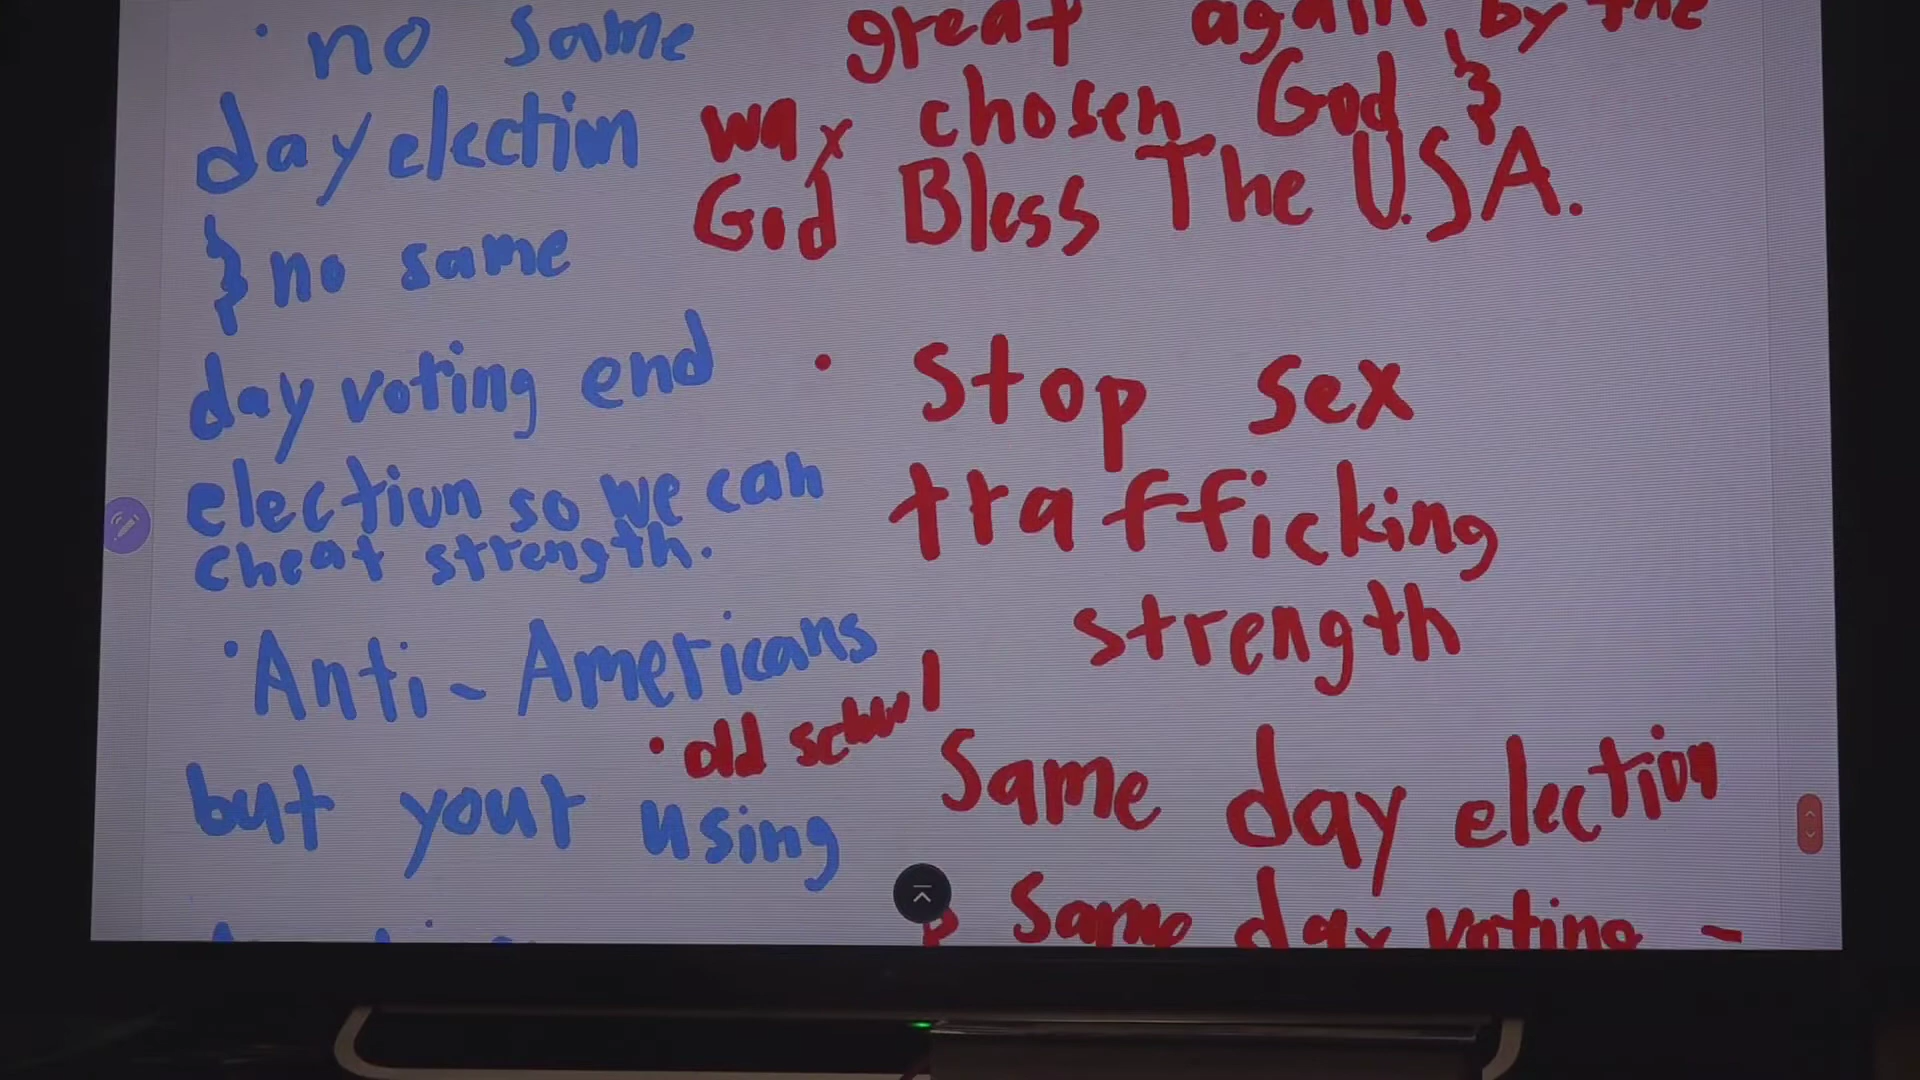 · no same
day election
} no same
day voting end
election so we can
cheat strength.
· Anti-Americans
but your using
great again by the
way chosen God }
God Bless The U.S.A.
· Stop sex
trafficking
strength
· old school
Same day election
} Same day voting -